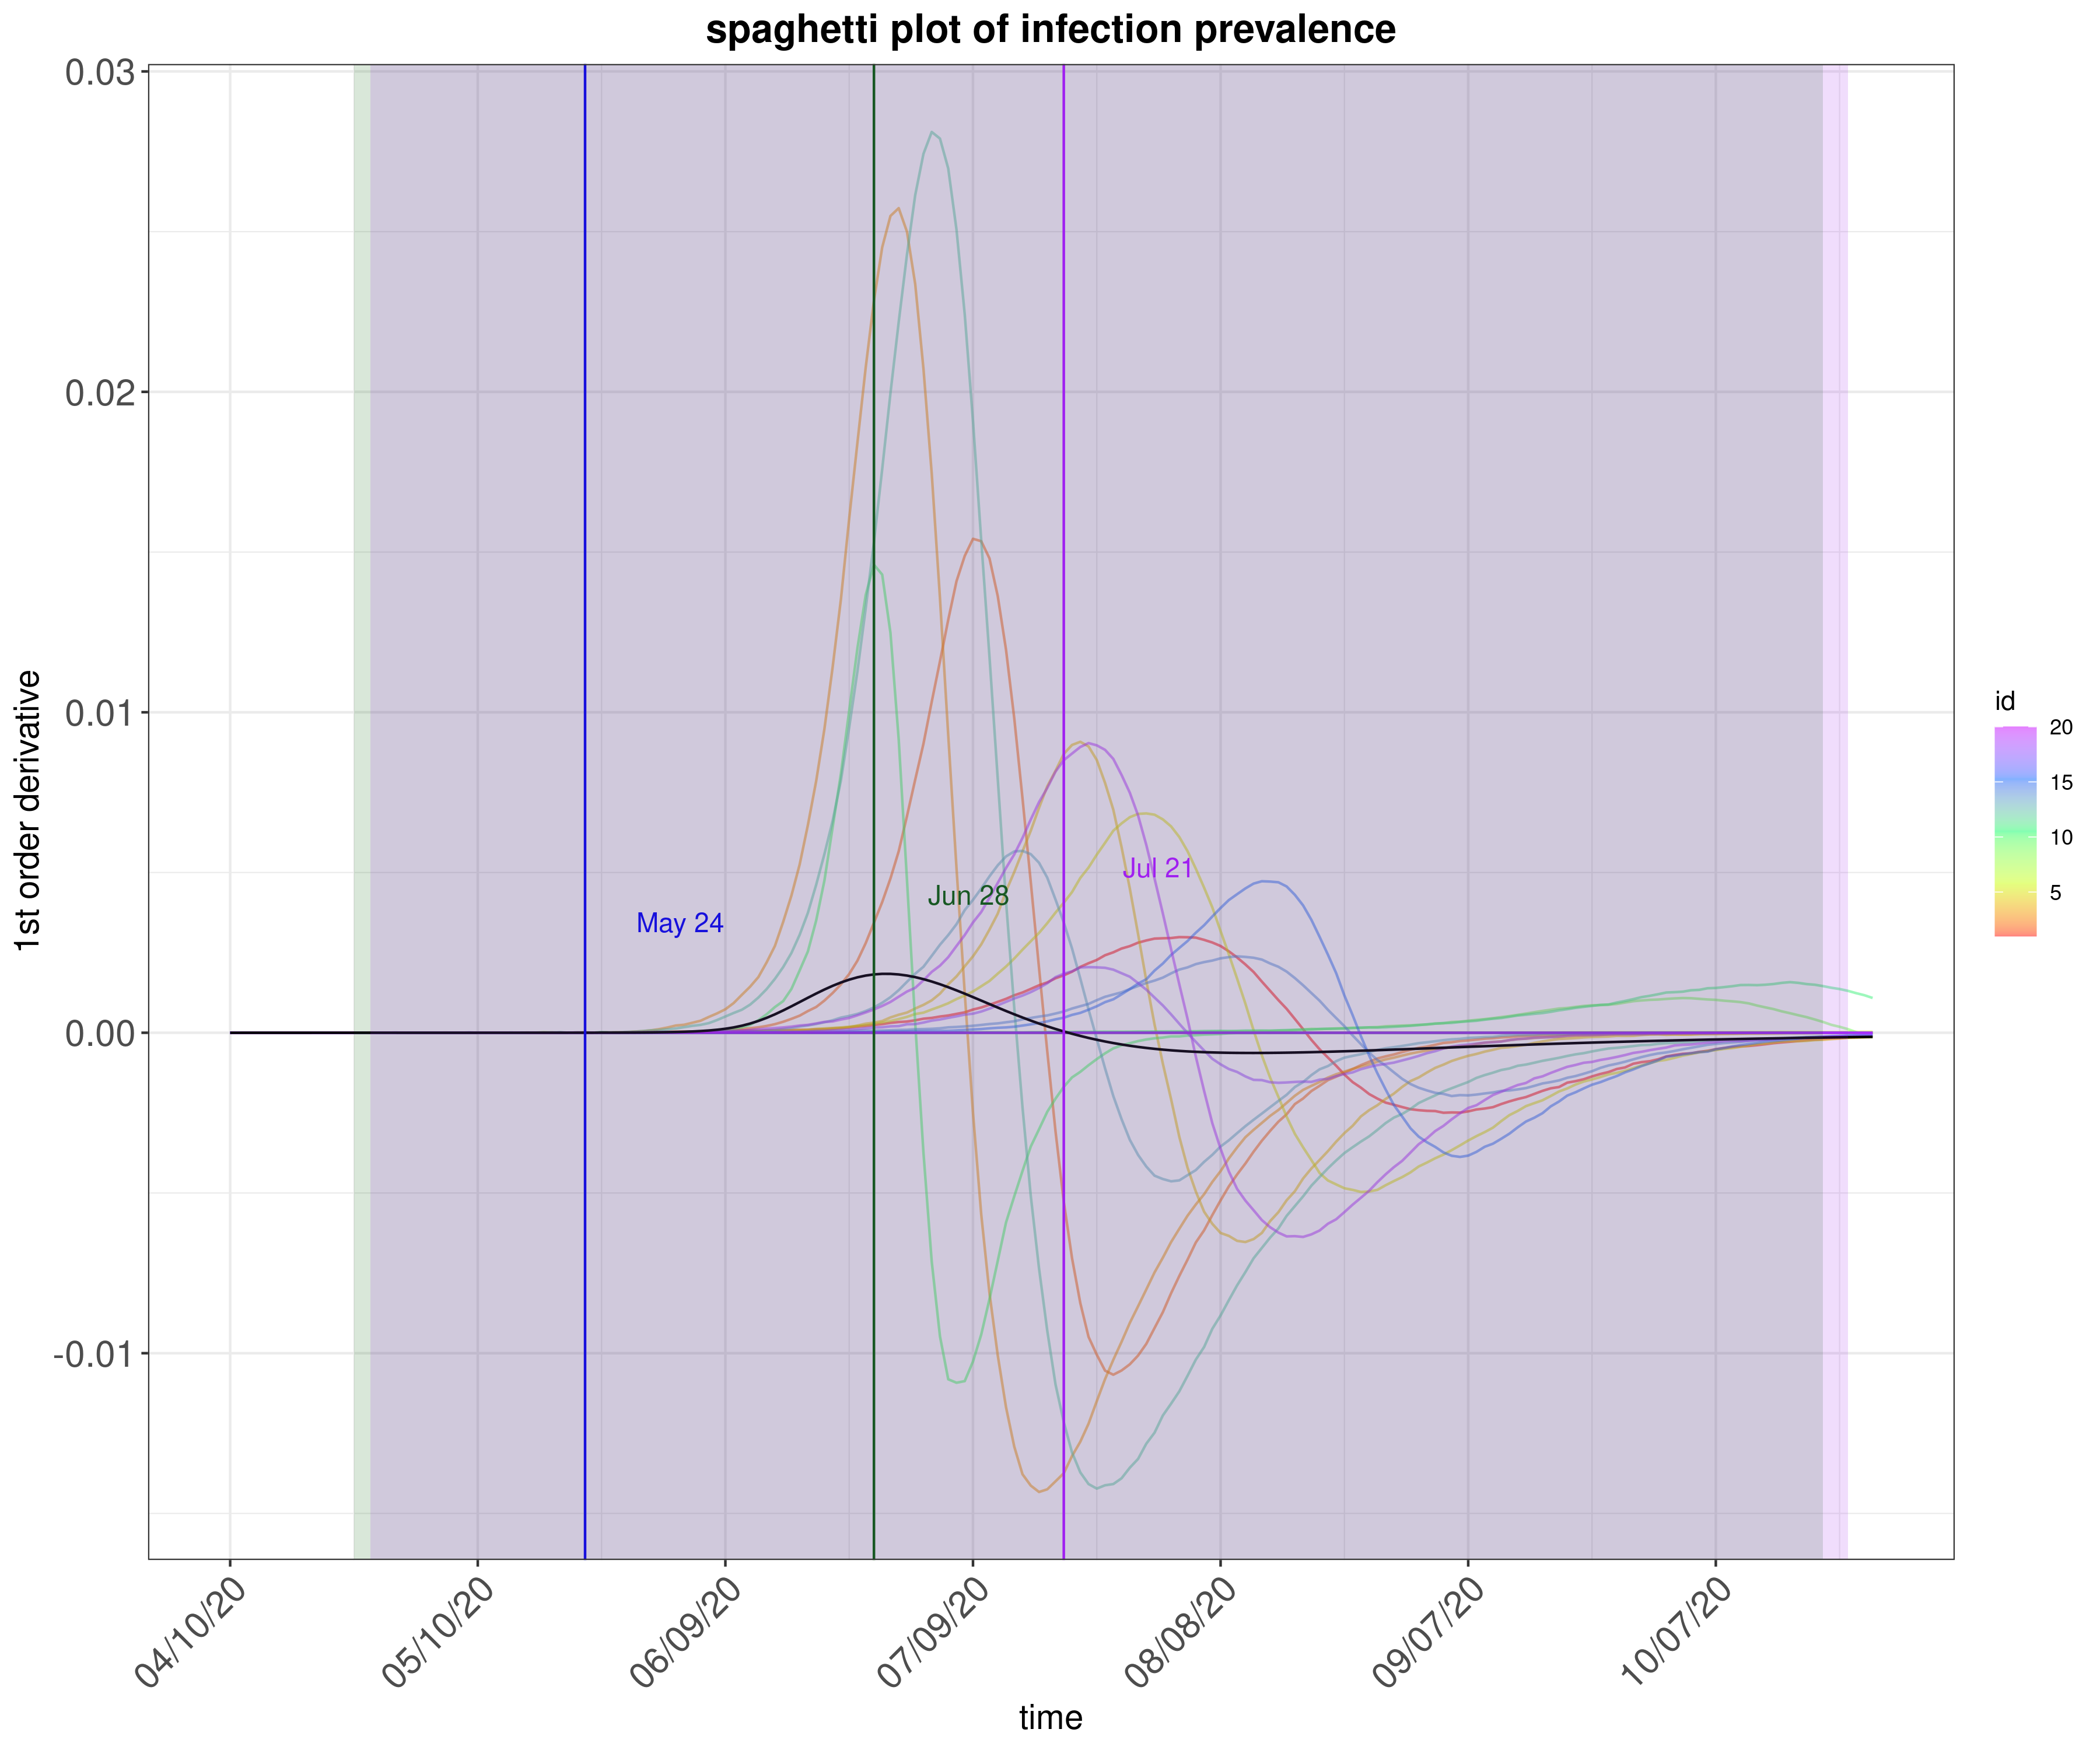 spaghetti plot of infection prevalence
0.03
0.02
0.01
0.00
-0.01
1st order derivative
May 24
Jun 28
Jul 21
04/10/20
05/10/20
06/09/20
07/09/20
08/08/20
09/07/20
10/07/20
time
id
20
15
10
5